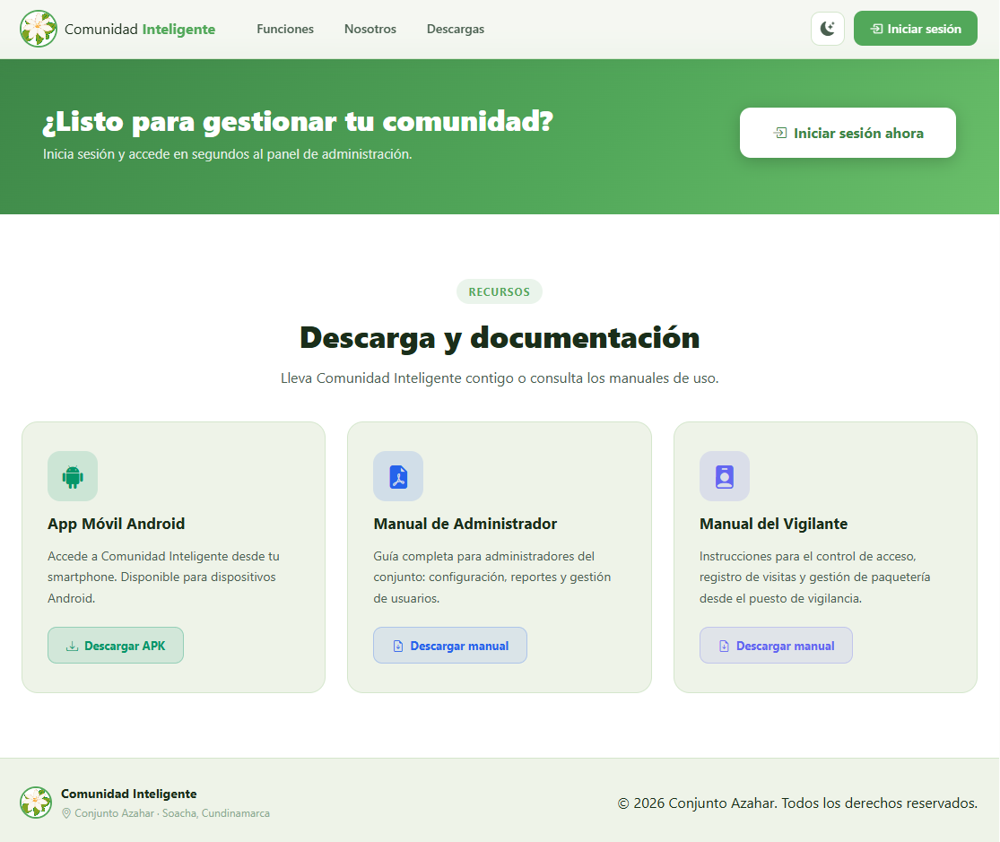 Comunidad Inteligente
Funciones
Nosotros
Descargas
Iniciar sesión
¿Listo para gestionar tu comunidad?
Inicia sesión y accede en segundos al panel de administración.
Iniciar sesión ahora
RECURSOS
Descarga y documentación
Lleva Comunidad Inteligente contigo o consulta los manuales de uso.
App Móvil Android
Accede a Comunidad Inteligente desde tu
smartphone. Disponible para dispositivos
Android.
Descargar APK
Manual de Administrador
Guía completa para administradores del
conjunto: configuración, reportes y gestión
de usuarios.
Descargar manual
Manual del Vigilante
Instrucciones para el control de acceso,
registro de visitas y gestión de paquetería
desde el puesto de vigilancia.
Descargar manual
Comunidad Inteligente
Conjunto Azahar · Soacha, Cundinamarca
© 2026 Conjunto Azahar. Todos los derechos reservados.